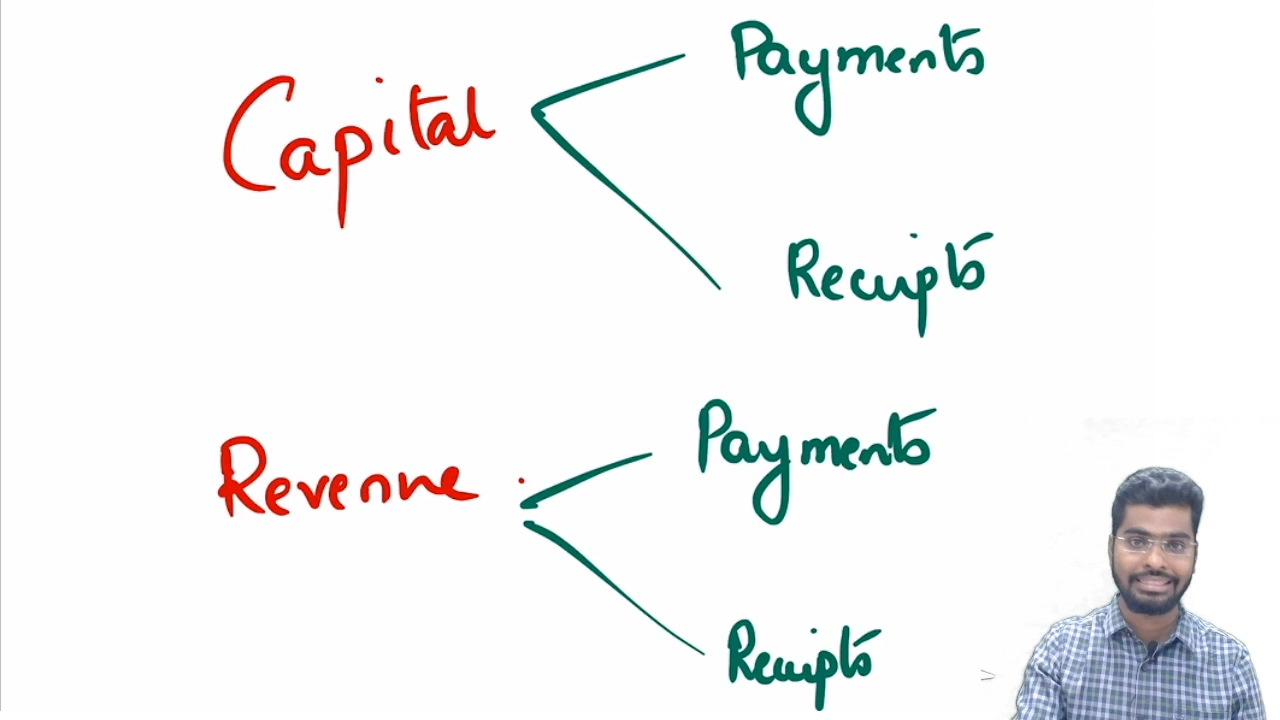 Capital
Payments
Receipts
Revenue
Payments
Receipts